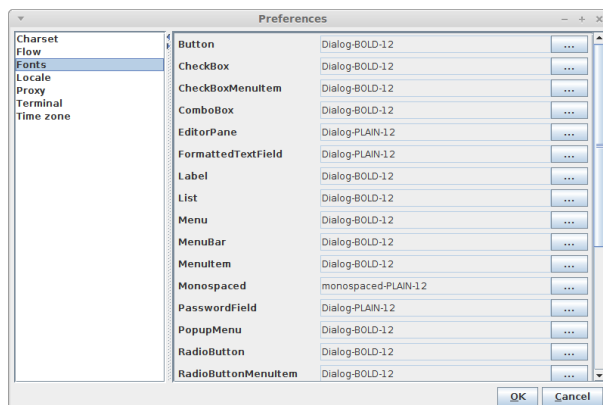 Preferences
Charset
Flow
Fonts
Locale
Proxy
Terminal
Time zone
Button Dialog-BOLD-12 ...
CheckBox Dialog-BOLD-12 ...
CheckBoxMenuItem Dialog-BOLD-12 ...
ComboBox Dialog-BOLD-12 ...
EditorPane Dialog-PLAIN-12 ...
FormattedTextField Dialog-PLAIN-12 ...
Label Dialog-BOLD-12 ...
List Dialog-BOLD-12 ...
Menu Dialog-BOLD-12 ...
MenuBar Dialog-BOLD-12 ...
MenuItem Dialog-BOLD-12 ...
Monospaced monospaced-PLAIN-12 ...
PasswordField Dialog-PLAIN-12 ...
PopupMenu Dialog-BOLD-12 ...
RadioButton Dialog-BOLD-12 ...
RadioButtonMenuItem Dialog-BOLD-12 ...
OK Cancel